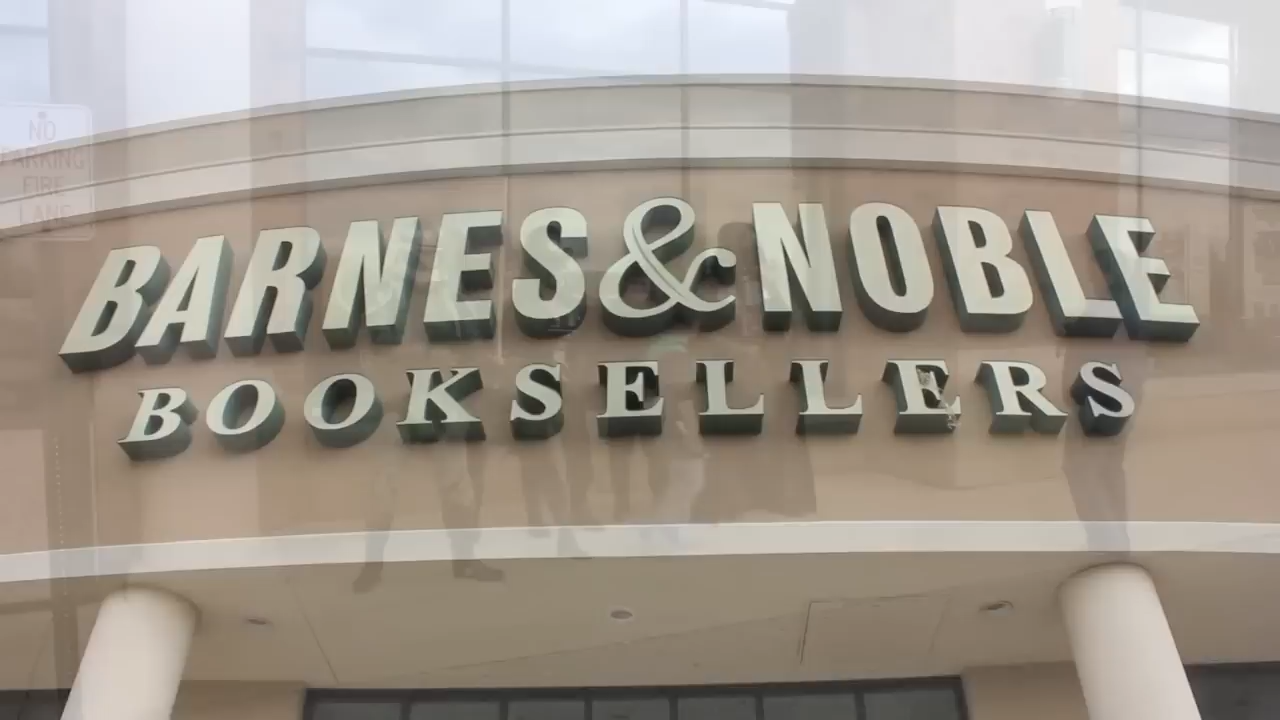 NO
PARKING
FIRE
LANE
BARNES & NOBLE
BOOKSELLERS